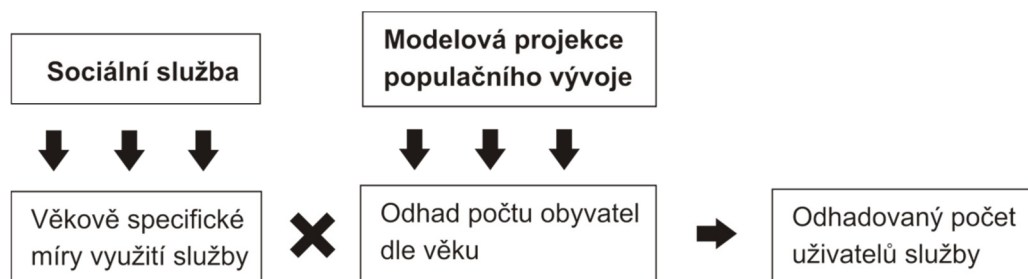 Sociální služba
Modelová projekce
populačního vývoje
Věkově specifické
míry využití služby
Odhad počtu obyvatel
dle věku
Odhadovaný počet
uživatelů služby